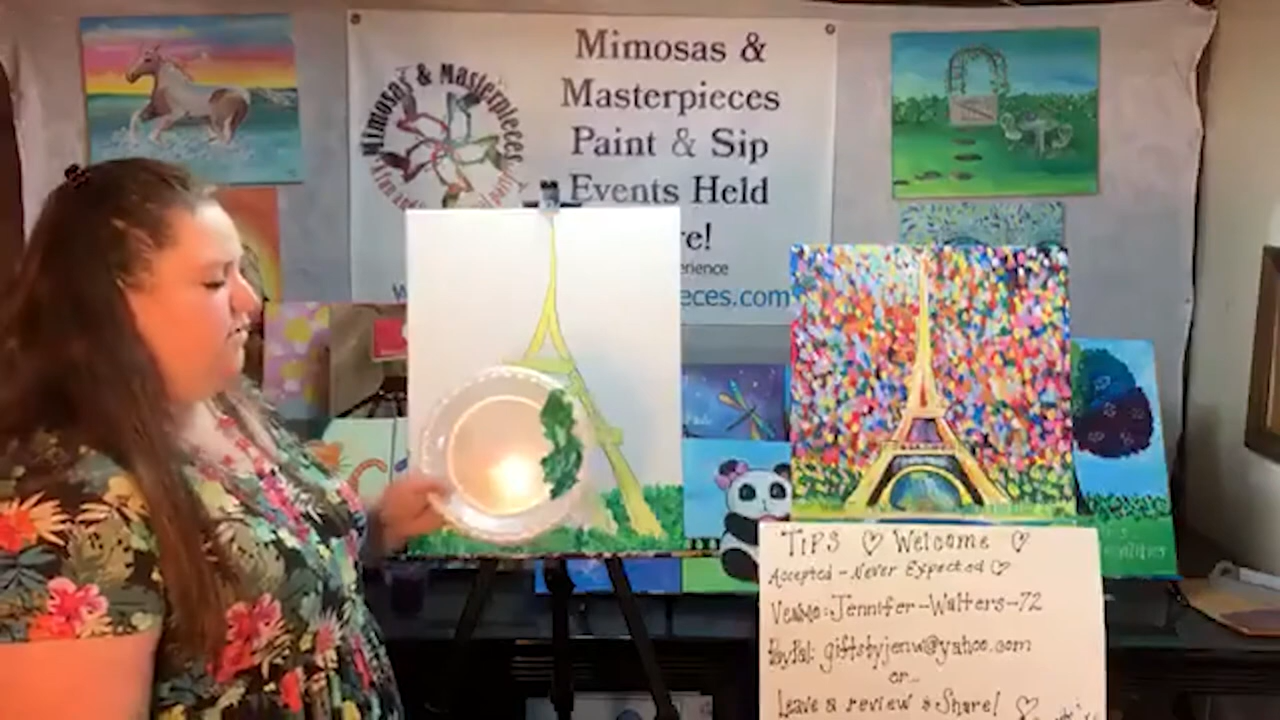 Mimosas &
Masterpieces
Paint & Sip
Events Held
re!
erience
eces.com
Mimosas & Masterpieces
TIPS ♡ Welcome ♡
Accepted - Never Expected ♡
Venmo: Jennifer-Walters-72
PayPal: giftsbyjenw@yahoo.com
or...
Leave a review & Share! ♡